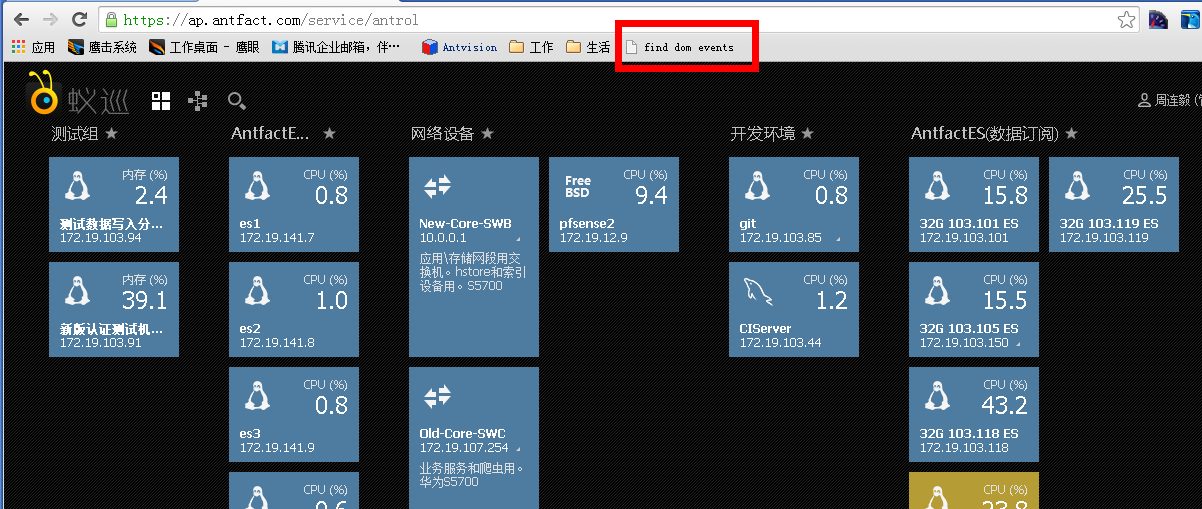 https://ap.antfact.com/service/antrol
应用 鹰击系统 工作桌面 - 鹰眼 腾讯企业邮箱，伴… Antvision 工作 生活 find dom events
蚁巡
周连毅
测试组 ★
内存 (%)
2.4
测试数据写入分...
172.19.103.94
内存 (%)
39.1
新版认证测试机...
172.19.103.91
AntfactE... ★
CPU (%)
0.8
es1
172.19.141.7
CPU (%)
1.0
es2
172.19.141.8
CPU (%)
0.8
es3
172.19.141.9
CPU (%)
网络设备 ★
New-Core-SWB
10.0.0.1
应用\存储网段用交
换机。hstore和索引
设备用。S5700
Old-Core-SWC
172.19.107.254
业务服务和爬虫用。
华为S5700
Free
BSD
CPU (%)
9.4
pfsense2
172.19.12.9
开发环境 ★
CPU (%)
0.8
git
172.19.103.85
CPU (%)
1.2
CIServer
172.19.103.44
AntfactES(数据订阅) ★
CPU (%)
15.8
32G 103.101 ES
172.19.103.101
CPU (%)
25.5
32G 103.119 ES
172.19.103.119
CPU (%)
15.5
32G 103.105 ES
172.19.103.150
CPU (%)
43.2
32G 103.118 ES
172.19.103.118
CPU (%)